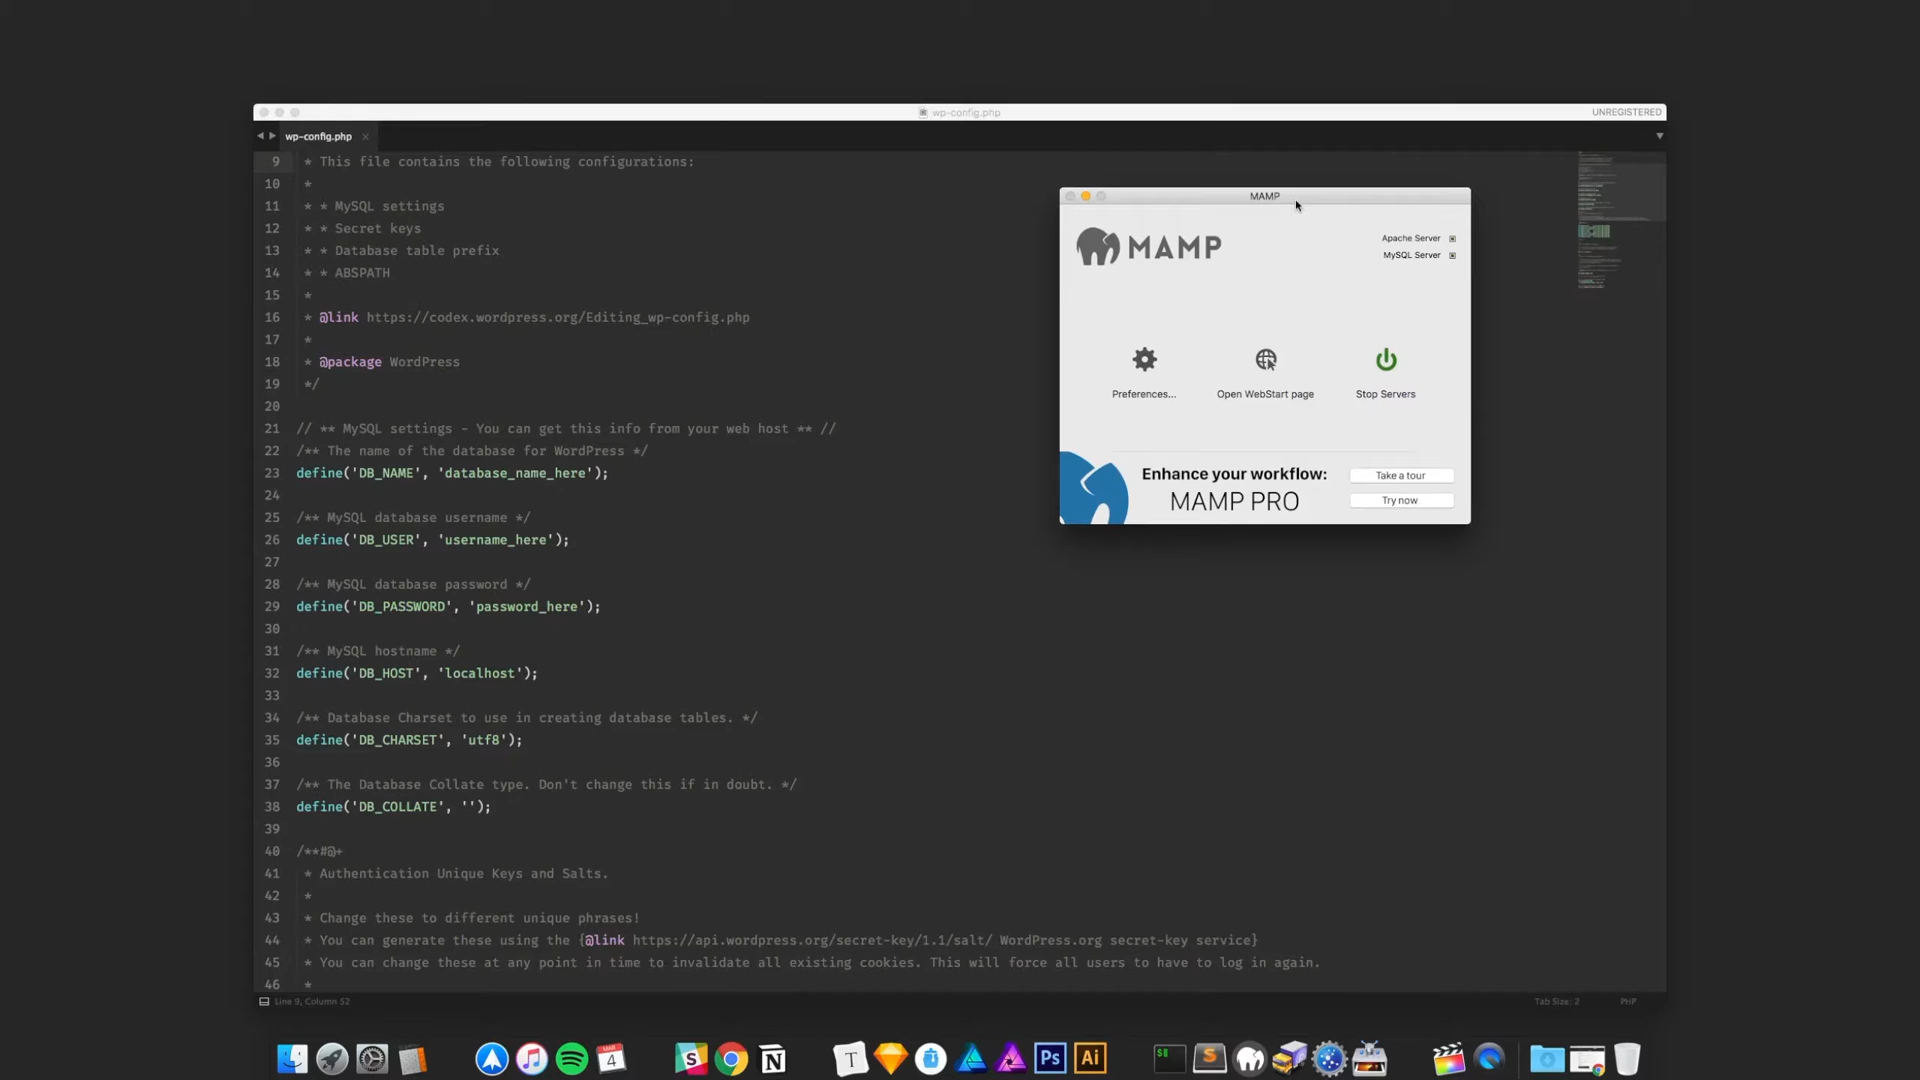 wp-config.php
UNREGISTERED
wp-config.php
9 * This file contains the following configurations:
10 *
11 * * MySQL settings
12 * * Secret keys
13 * * Database table prefix
14 * * ABSPATH
15 *
16 * @link https://codex.wordpress.org/Editing_wp-config.php
17 *
18 * @package WordPress
19 */
20
21 // ** MySQL settings - You can get this info from your web host ** //
22 /** The name of the database for WordPress */
23 define('DB_NAME', 'database_name_here');
24
25 /** MySQL database username */
26 define('DB_USER', 'username_here');
27
28 /** MySQL database password */
29 define('DB_PASSWORD', 'password_here');
30
31 /** MySQL hostname */
32 define('DB_HOST', 'localhost');
33
34 /** Database Charset to use in creating database tables. */
35 define('DB_CHARSET', 'utf8');
36
37 /** The Database Collate type. Don't change this if in doubt. */
38 define('DB_COLLATE', '');
39
40 /**#@+
41 * Authentication Unique Keys and Salts.
42 *
43 * Change these to different unique phrases!
44 * You can generate these using the {@link https://api.wordpress.org/secret-key/1.1/salt/ WordPress.org secret-key service}
45 * You can change these at any point in time to invalidate all existing cookies. This will force all users to have to log in again.
46 *
MAMP
MAMP
Apache Server
MySQL Server
Preferences...
Open WebStart page
Stop Servers
Enhance your workflow:
MAMP PRO
Take a tour
Try now
Line 9, Column 52
Tab Size: 2
PHP
MAR
4
S
N
T
Ps
Ai
S